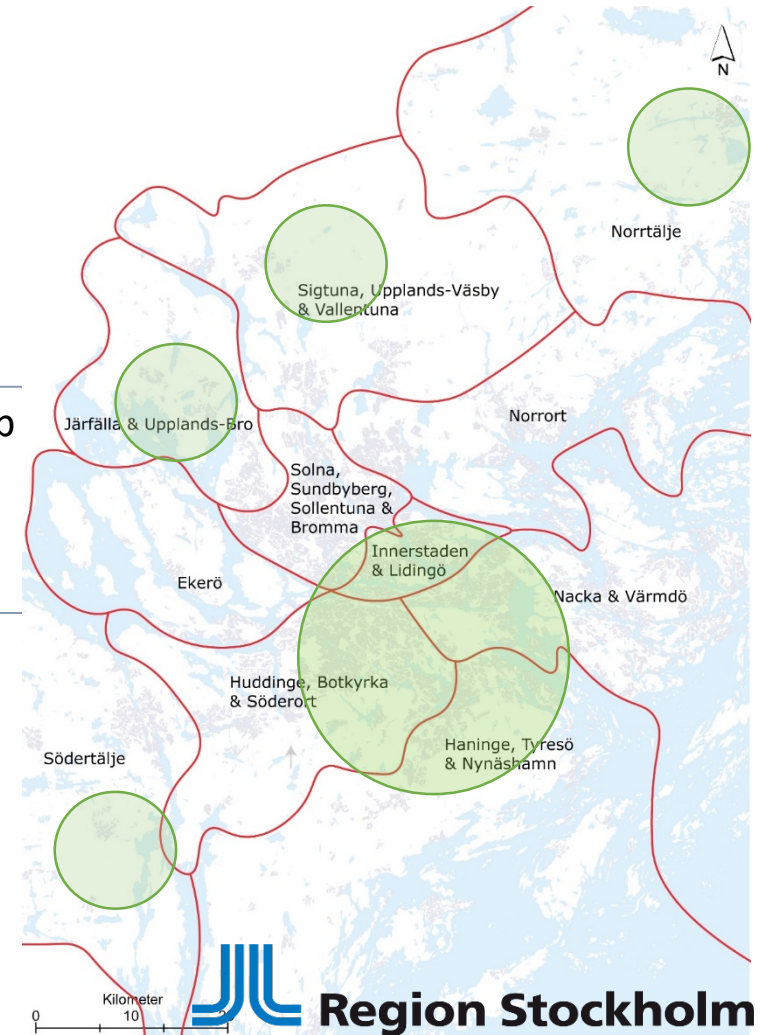 N
Norrtälje
Sigtuna, Upplands-Väsby
& Vallentuna
Norrort
Järfälla & Upplands-Bro
Solna,
Sundbyberg,
Sollentuna &
Bromma
Innerstaden
& Lidingö
Ekerö
Nacka & Värmdö
Huddinge, Botkyrka
& Söderort
Haninge, Tyresö
& Nynäshamn
Södertälje
Kilometer
0 10
Region Stockholm